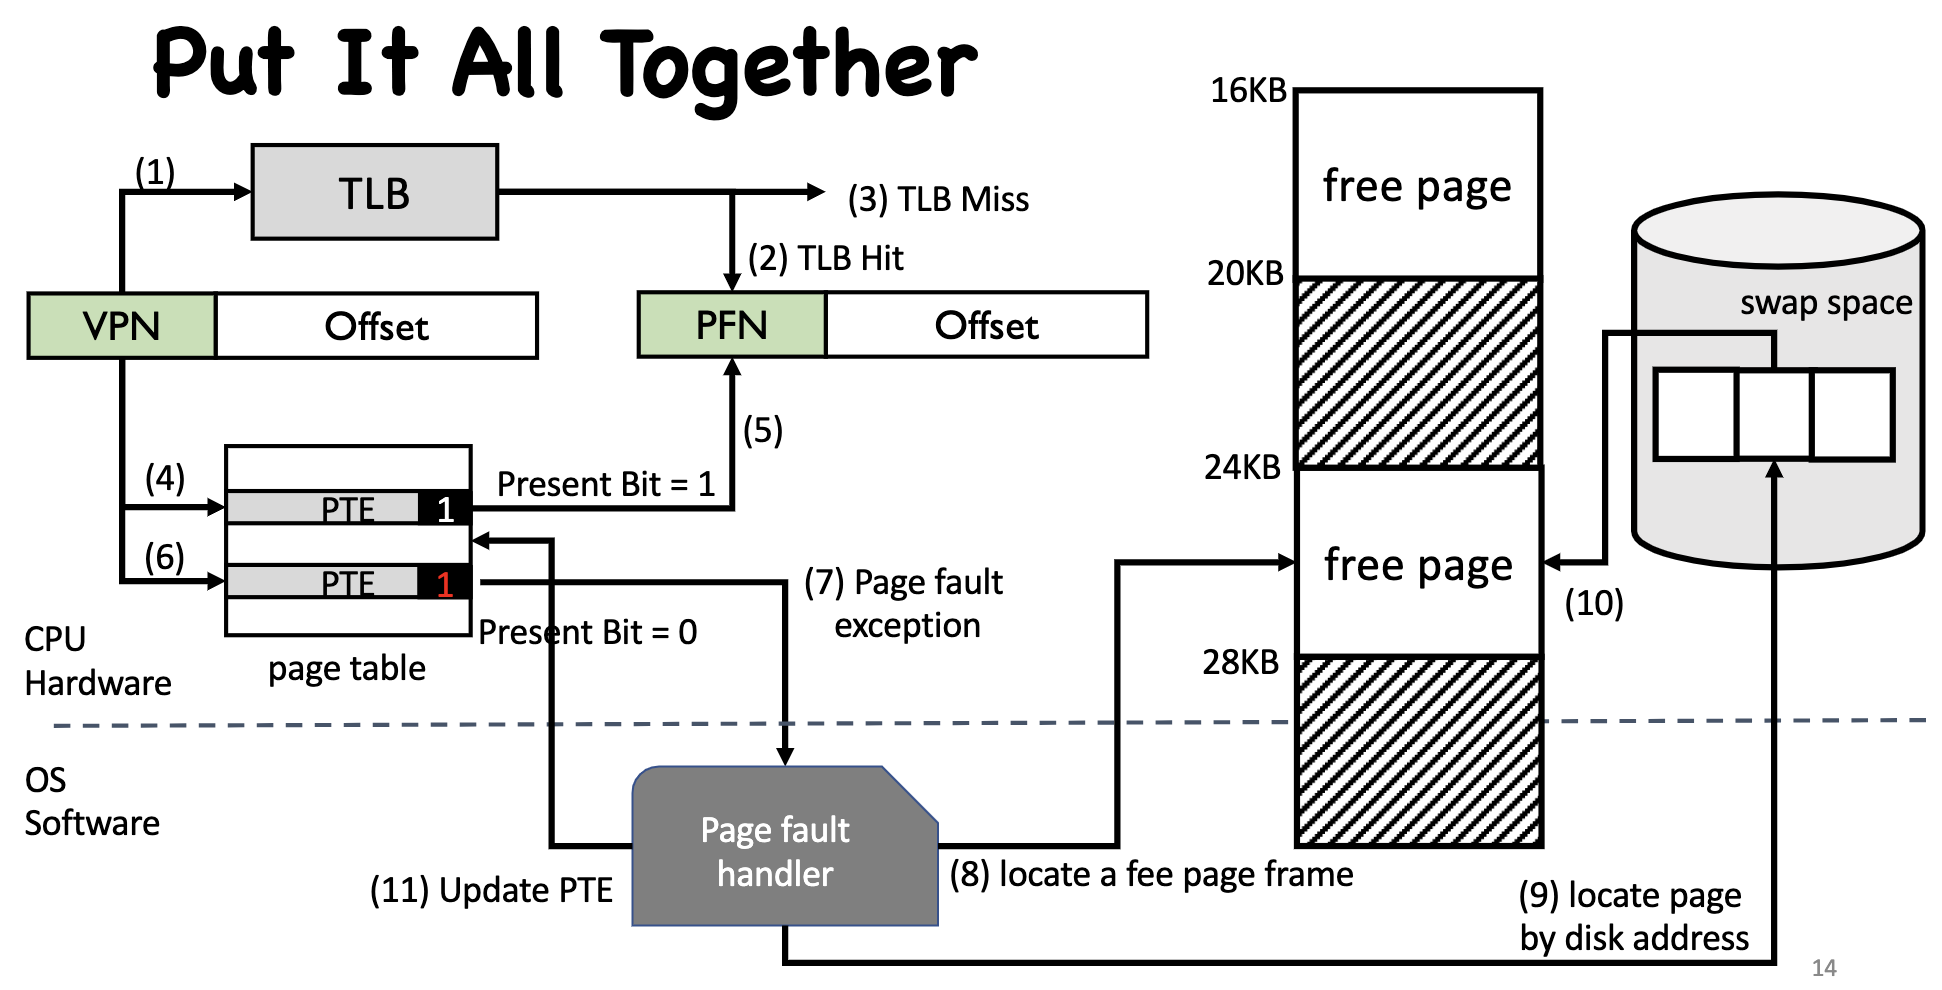 Put It All Together
16KB
free page
(1)
TLB
(3) TLB Miss
(2) TLB Hit
20KB
swap space
VPN
Offset
PFN
Offset
(5)
24KB
(4)
Present Bit = 1
PTE
1
(6)
PTE
1
(7) Page fault
exception
free page
(10)
Present Bit = 0
CPU
Hardware
page table
28KB
OS
Software
Page fault
handler
(11) Update PTE
(8) locate a fee page frame
(9) locate page
by disk address
14